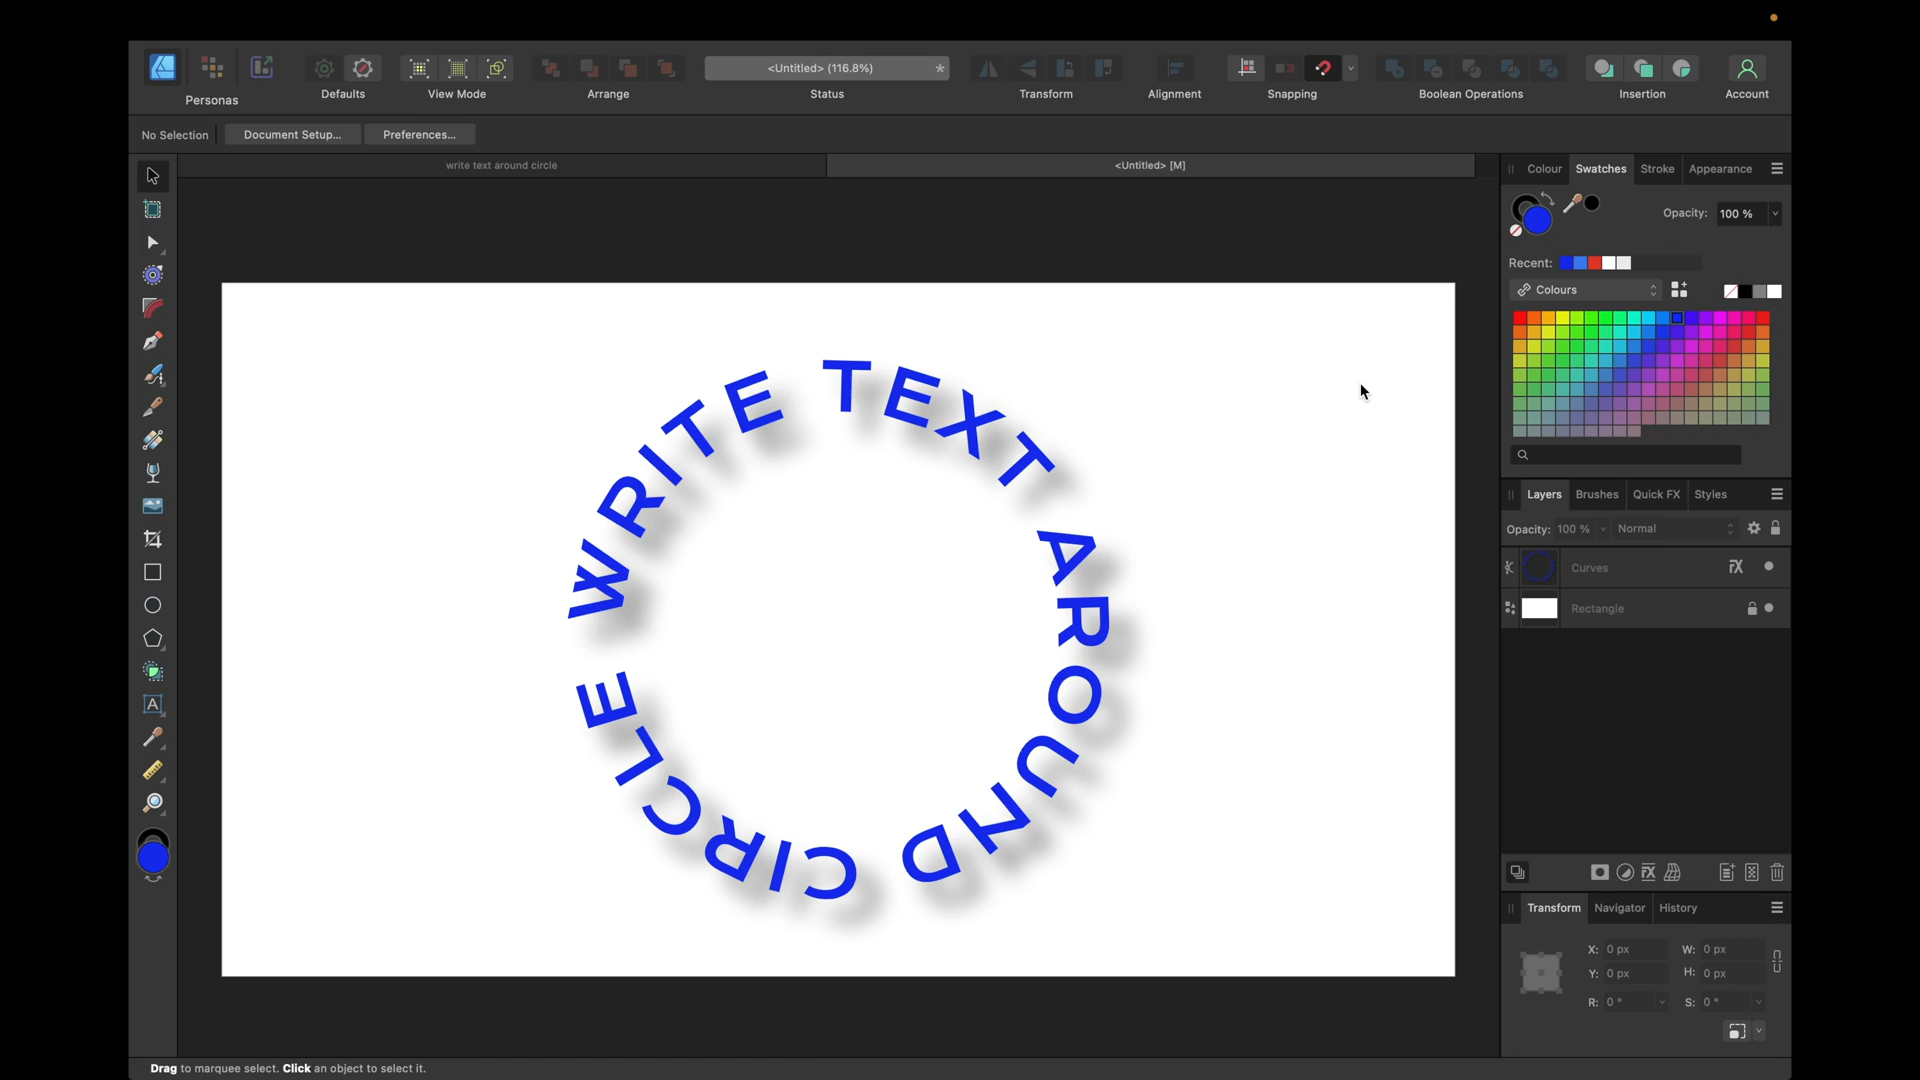 <Untitled> (116.8%)
*
Personas
Defaults
View Mode
Arrange
Status
Transform
Alignment
Snapping
Boolean Operations
Insertion
Account
No Selection
Document Setup...
Preferences...
write text around circle
<Untitled> [M]
WRITE TEXT AROUND CIRCLE
Colour
Swatches
Stroke
Appearance
Opacity: 100 %
Recent:
Colours
Layers
Brushes
Quick FX
Styles
Opacity: 100 %
Normal
Curves
FX
Rectangle
FX
Transform
Navigator
History
X: 0 px
W: 0 px
Y: 0 px
H: 0 px
R: 0 °
S: 0 °
A
Drag to marquee select. Click an object to select it.